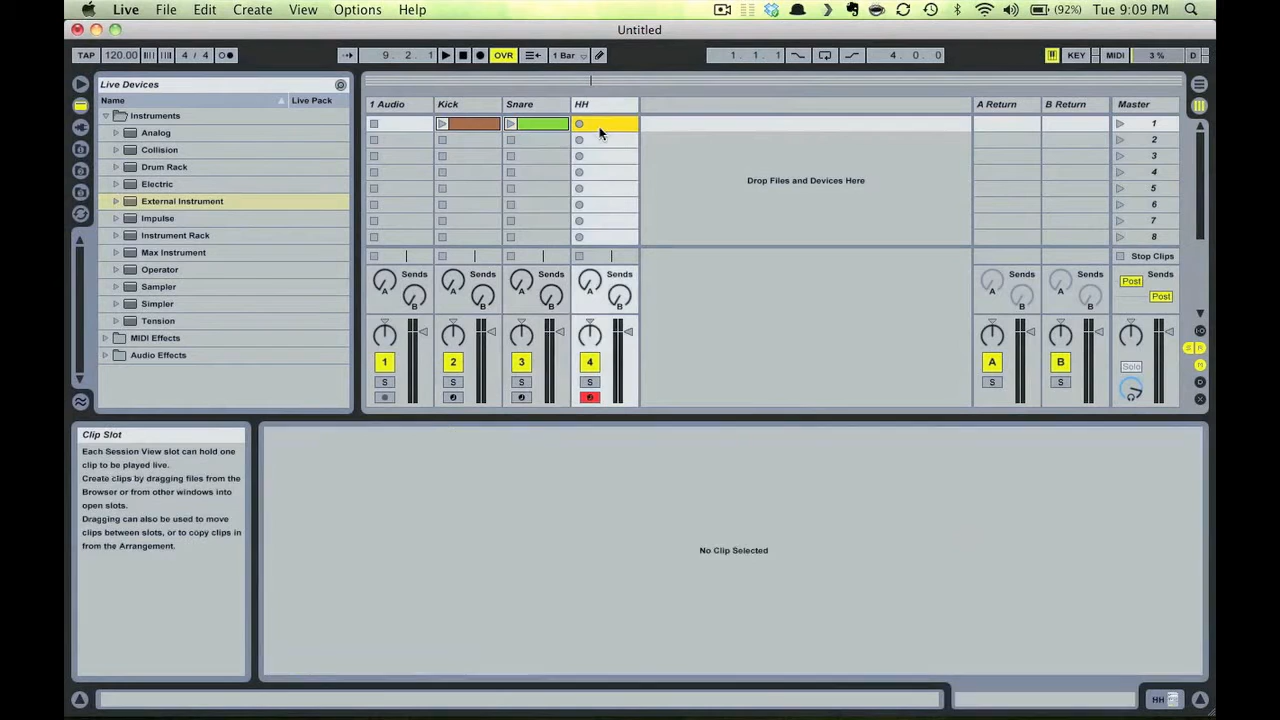 Live File Edit Create View Options Help (92%) Tue 9:09 PM
Untitled
TAP 120.00 4 / 4 9. 2. 1 OVR 1 Bar 1. 1. 1 4. 0. 0 KEY MIDI 3 % D
Live Devices
Name Live Pack
Instruments
Analog
Collision
Drum Rack
Electric
External Instrument
Impulse
Instrument Rack
Max Instrument
Operator
Sampler
Simpler
Tension
MIDI Effects
Audio Effects
1 Audio Kick Snare HH A Return B Return Master
1
2
3
4
5
6
7
8
Drop Files and Devices Here
Stop Clips
Sends Sends Sends Sends Sends Sends Sends
A A A A A A Post
B B B B B B Post
1 2 3 4 A B Solo
S S S S S S
Clip Slot
Each Session View slot can hold one
clip to be played live.
Create clips by dragging files from the
Browser or from other windows into
open slots.
Dragging can also be used to move
clips between slots, or to copy clips in
from the Arrangement.
No Clip Selected
HH